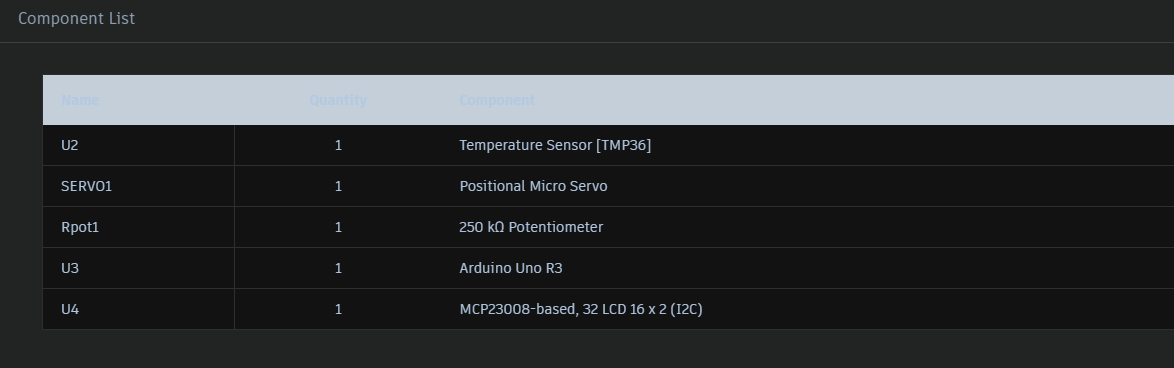 Component List
Name Quantity Component
U2 1 Temperature Sensor [TMP36]
SERVO1 1 Positional Micro Servo
Rpot1 1 250 kΩ Potentiometer
U3 1 Arduino Uno R3
U4 1 MCP23008-based, 32 LCD 16 x 2 (I2C)